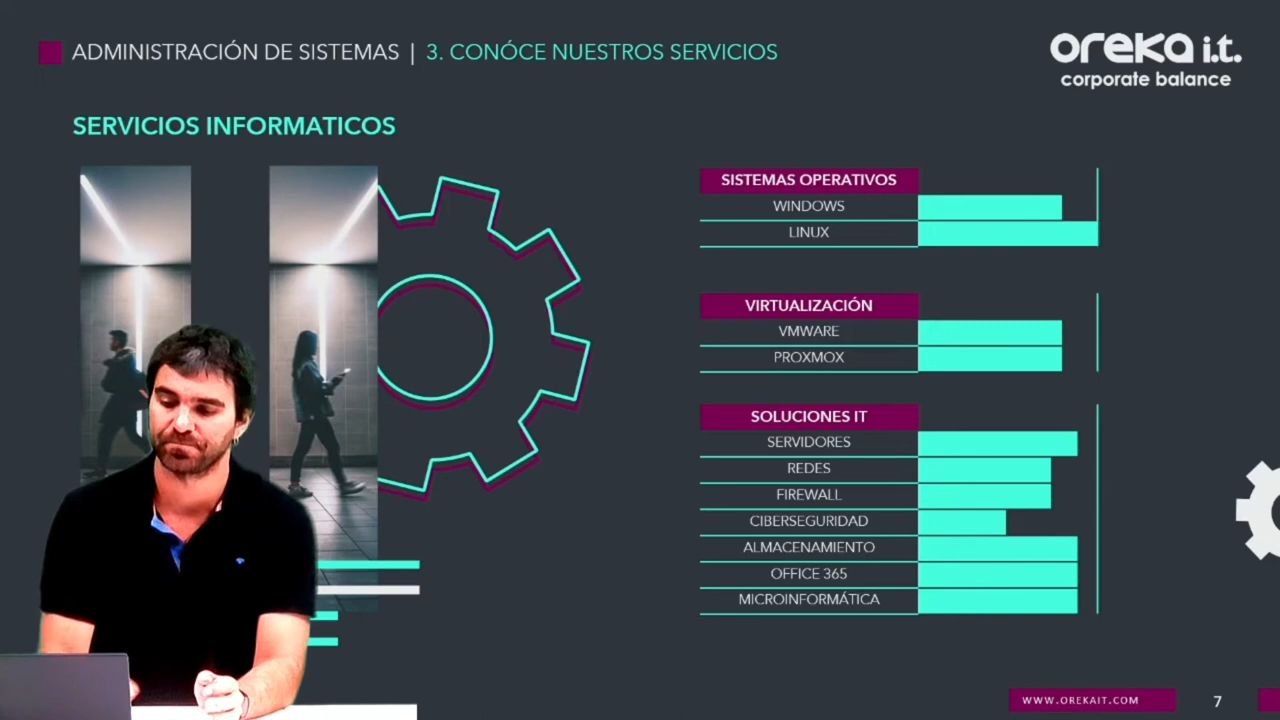 ADMINISTRACIÓN DE SISTEMAS | 3. CONÓCE NUESTROS SERVICIOS
oreka i.t.
corporate balance
SERVICIOS INFORMATICOS
SISTEMAS OPERATIVOS
WINDOWS
LINUX
VIRTUALIZACIÓN
VMWARE
PROXMOX
SOLUCIONES IT
SERVIDORES
REDES
FIREWALL
CIBERSEGURIDAD
ALMACENAMIENTO
OFFICE 365
MICROINFORMÁTICA
WWW.OREKAIT.COM
7